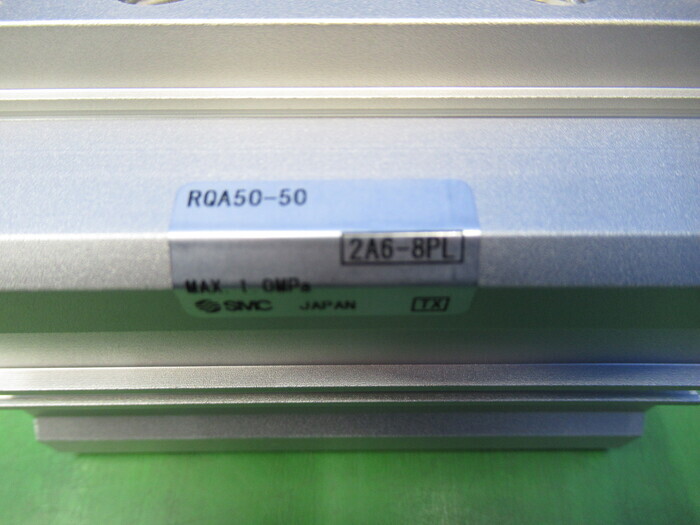 RQA50-50
2A6-8PL
MAX 1.0MPa
SMC JAPAN TX